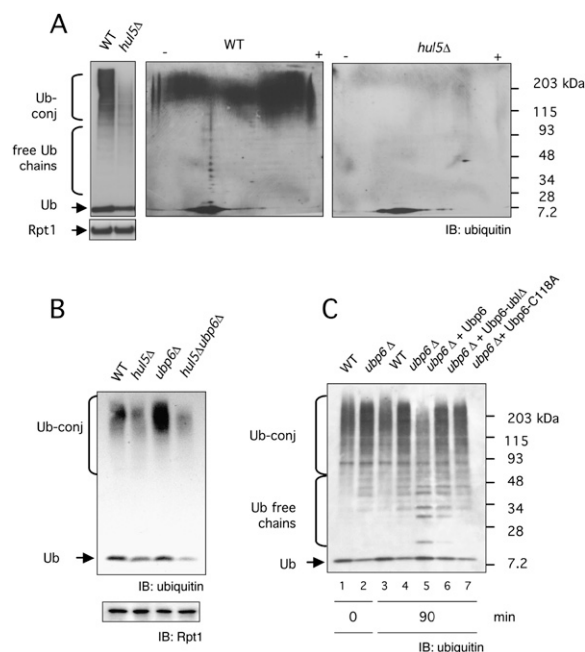 A
WT
hul5Δ
WT
hul5Δ
-
+
-
+
Ub-
conj
free Ub
chains
Ub
Rpt1
203 kDa
115
93
48
34
28
7.2
IB: ubiquitin
B
WT
hul5Δ
ubp6Δ
hul5Δubp6Δ
Ub-conj
Ub
IB: ubiquitin
IB: Rpt1
C
WT
ubp6Δ
WT
ubp6Δ
ubp6Δ + Ubp6
ubp6Δ + Ubp6-ublΔ
ubp6Δ + Ubp6-C118A
Ub-conj
Ub free
chains
Ub
203 kDa
115
93
48
34
28
7.2
1 2 3 4 5 6 7
0 90 min
IB: ubiquitin